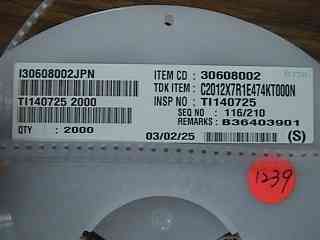 I30608002JPN
ITEM CD : 30608002
TDK ITEM : C2012X7R1E474KT000N
TI140725 2000
INSP NO : TI140725
SEQ NO : 116/210
REMARKS : B36403901
QTY : 2000
03/02/25
(S)
1239